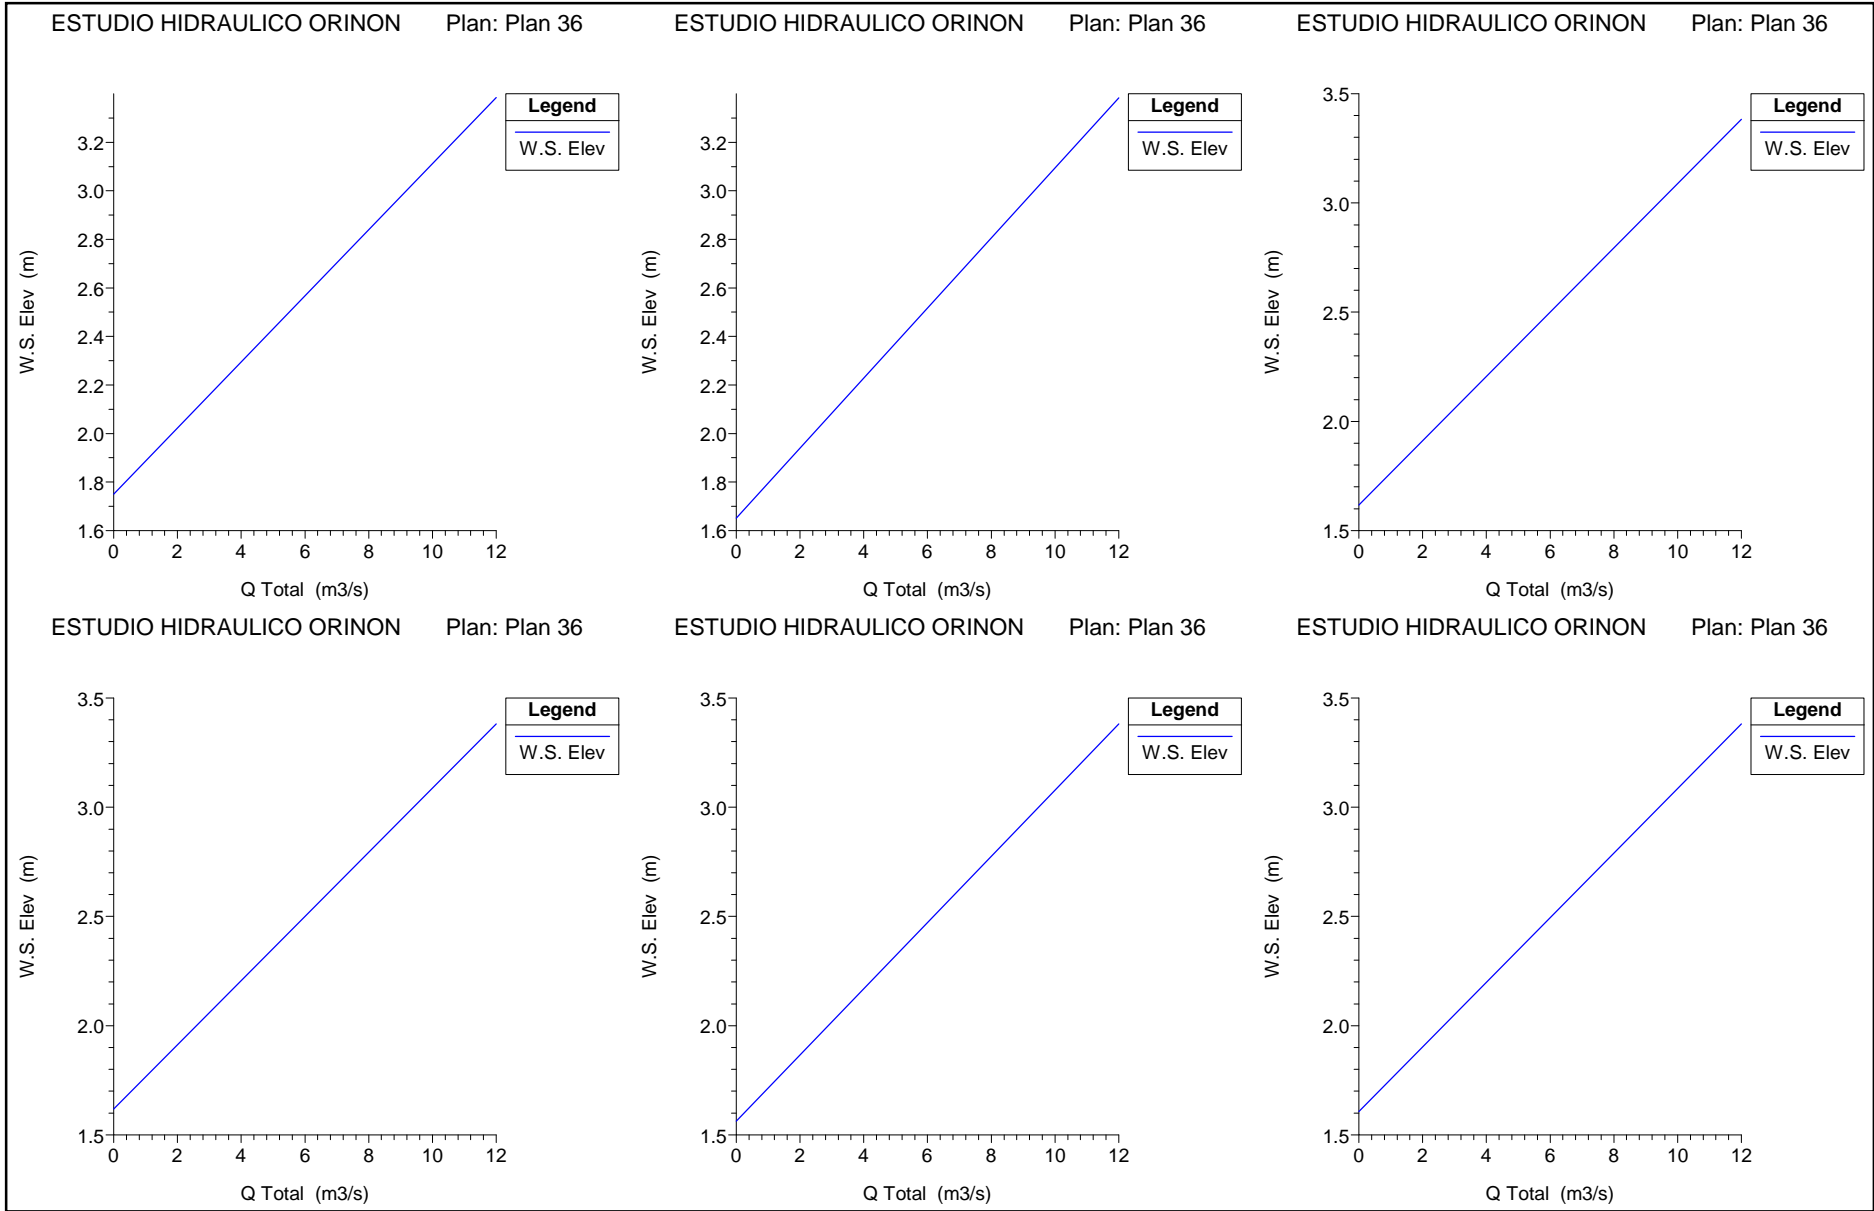 ESTUDIO HIDRAULICO ORINON Plan: Plan 36
Legend
W.S. Elev
3.2
3.0
2.8
2.6
2.4
2.2
2.0
1.8
1.6
W.S. Elev (m)
0 2 4 6 8 10 12
Q Total (m3/s)
ESTUDIO HIDRAULICO ORINON Plan: Plan 36
Legend
W.S. Elev
3.2
3.0
2.8
2.6
2.4
2.2
2.0
1.8
1.6
W.S. Elev (m)
0 2 4 6 8 10 12
Q Total (m3/s)
ESTUDIO HIDRAULICO ORINON Plan: Plan 36
Legend
W.S. Elev
3.5
3.0
2.5
2.0
1.5
W.S. Elev (m)
0 2 4 6 8 10 12
Q Total (m3/s)
ESTUDIO HIDRAULICO ORINON Plan: Plan 36
Legend
W.S. Elev
3.5
3.0
2.5
2.0
1.5
W.S. Elev (m)
0 2 4 6 8 10 12
Q Total (m3/s)
ESTUDIO HIDRAULICO ORINON Plan: Plan 36
Legend
W.S. Elev
3.5
3.0
2.5
2.0
1.5
W.S. Elev (m)
0 2 4 6 8 10 12
Q Total (m3/s)
ESTUDIO HIDRAULICO ORINON Plan: Plan 36
Legend
W.S. Elev
3.5
3.0
2.5
2.0
1.5
W.S. Elev (m)
0 2 4 6 8 10 12
Q Total (m3/s)